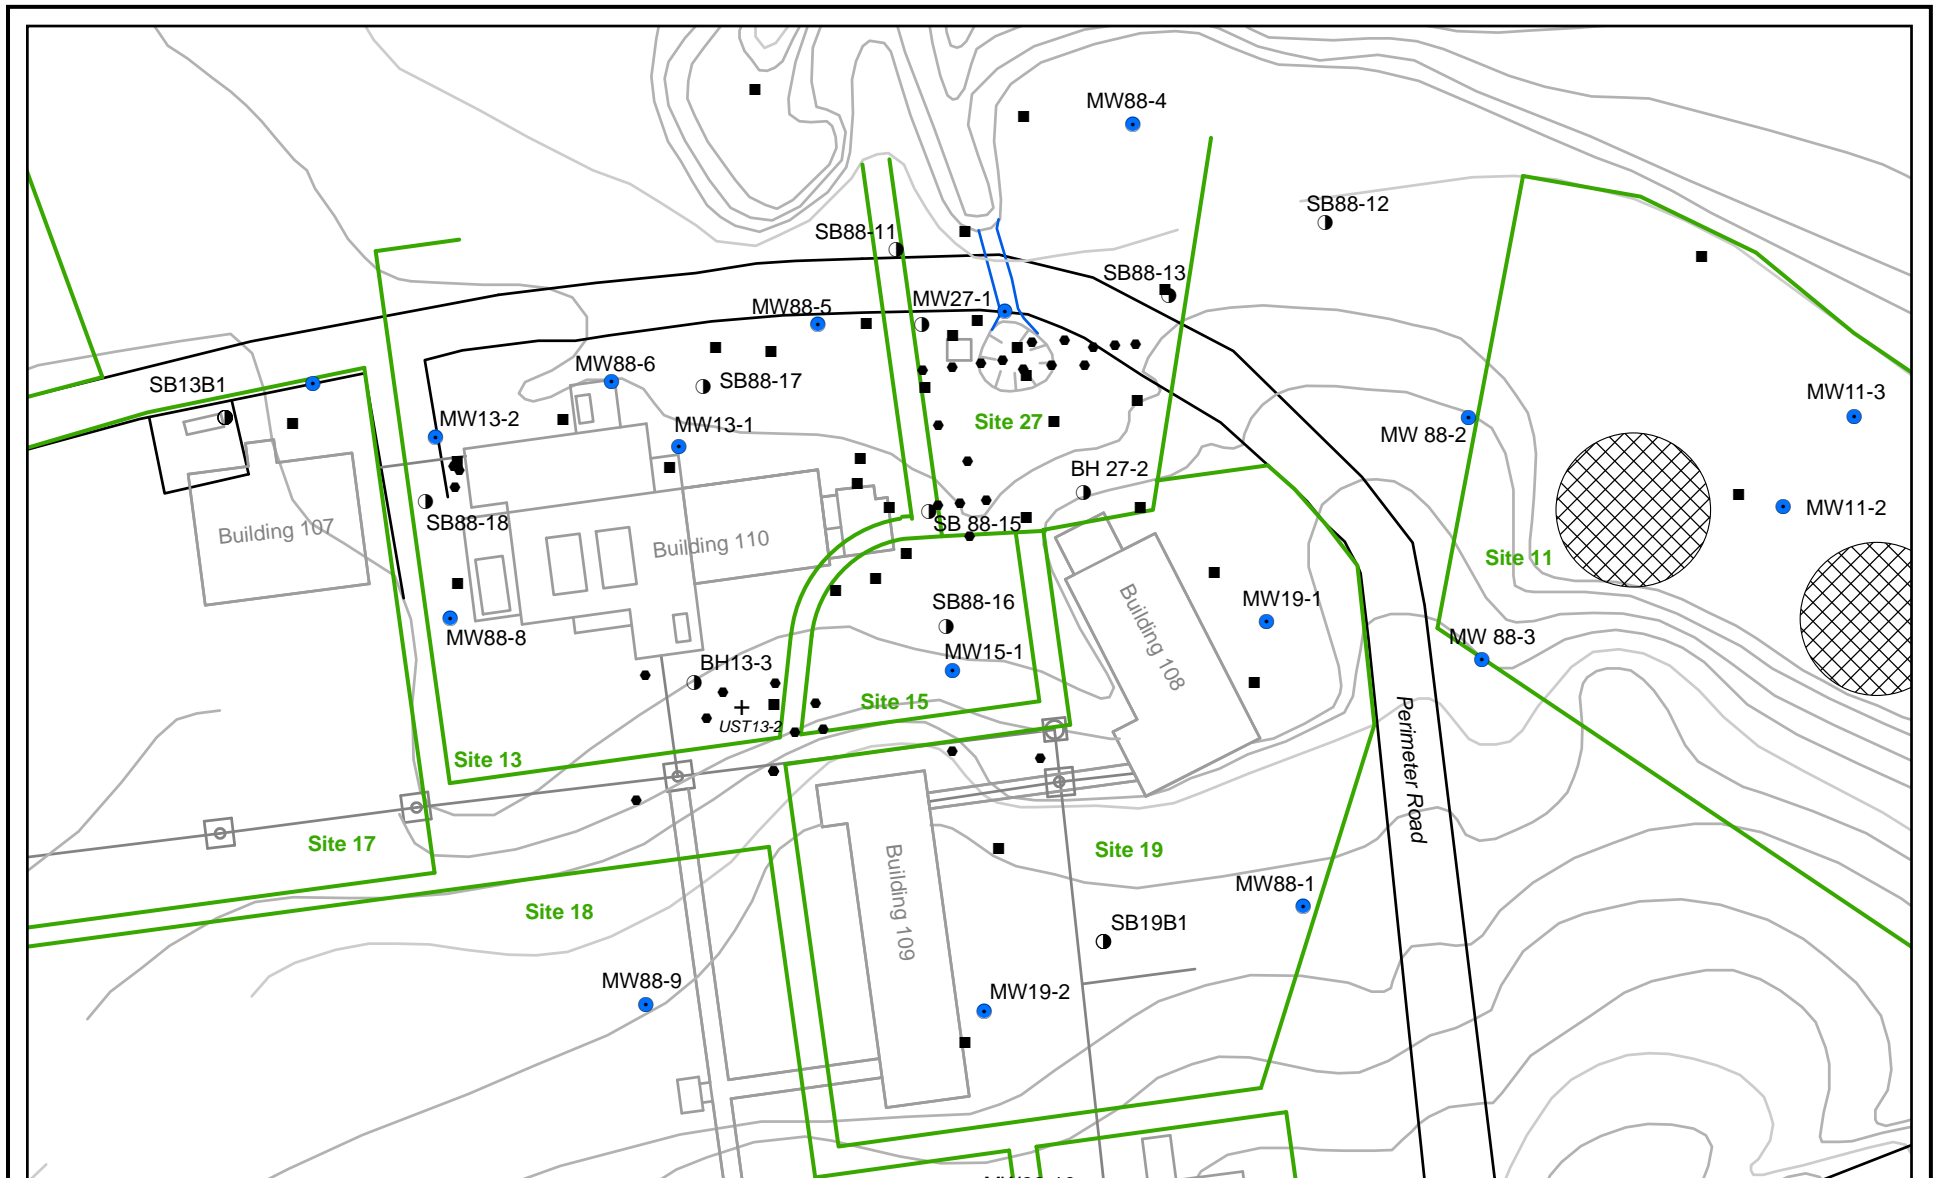 MW88-4
SB88-12
SB88-11
SB88-13
MW27-1
MW88-5
MW88-6
SB88-17
SB13B1
MW11-3
MW13-2
MW13-1
Site 27
MW 88-2
BH 27-2
MW11-2
SB88-18
SB 88-15
Building 107
Building 110
Site 11
SB88-16
MW19-1
MW88-8
MW 88-3
Building 108
MW15-1
BH13-3
Site 15
UST13-2
Perimeter Road
Site 13
Site 17
Site 19
Building 109
MW88-1
Site 18
SB19B1
MW88-9
MW19-2